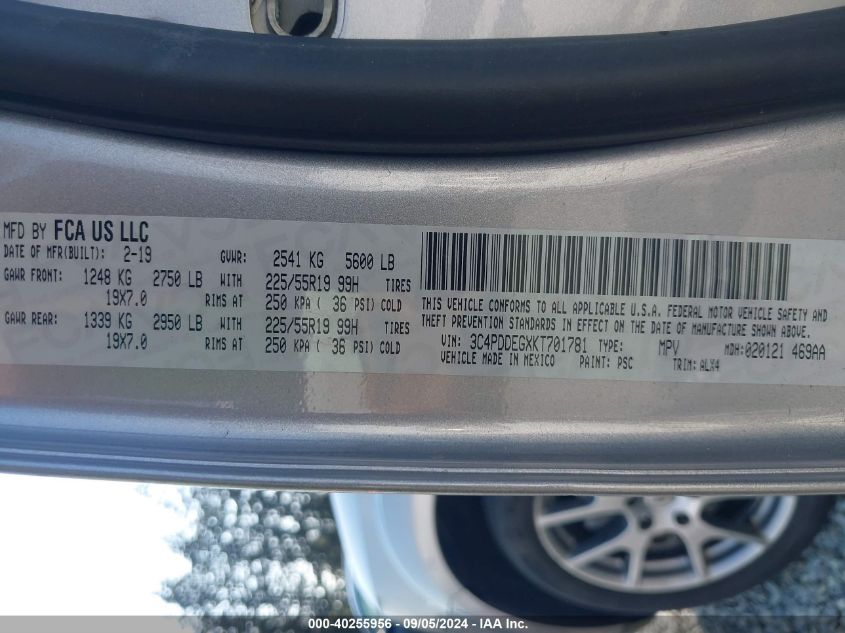 MFD BY FCA US LLC
DATE OF MFR(BUILT): 2-19 GVWR: 2541 KG 5600 LB
GAWR FRONT: 1248 KG 2750 LB WITH 225/55R19 99H TIRES
19X7.0 RIMS AT 250 KPA ( 36 PSI) COLD
GAWR REAR: 1339 KG 2950 LB WITH 225/55R19 99H TIRES
19X7.0 RIMS AT 250 KPA ( 36 PSI) COLD
THIS VEHICLE CONFORMS TO ALL APPLICABLE U.S.A. FEDERAL MOTOR VEHICLE SAFETY AND
THEFT PREVENTION STANDARDS IN EFFECT ON THE DATE OF MANUFACTURE SHOWN ABOVE.
VIN: 3C4PDDEGXKT701781 TYPE: MPV MDH:020121 469AA
VEHICLE MADE IN MEXICO PAINT: PSC TRIM: ALX4
000-40255956 - 09/05/2024 - COPYRIGHT IAA, LLC